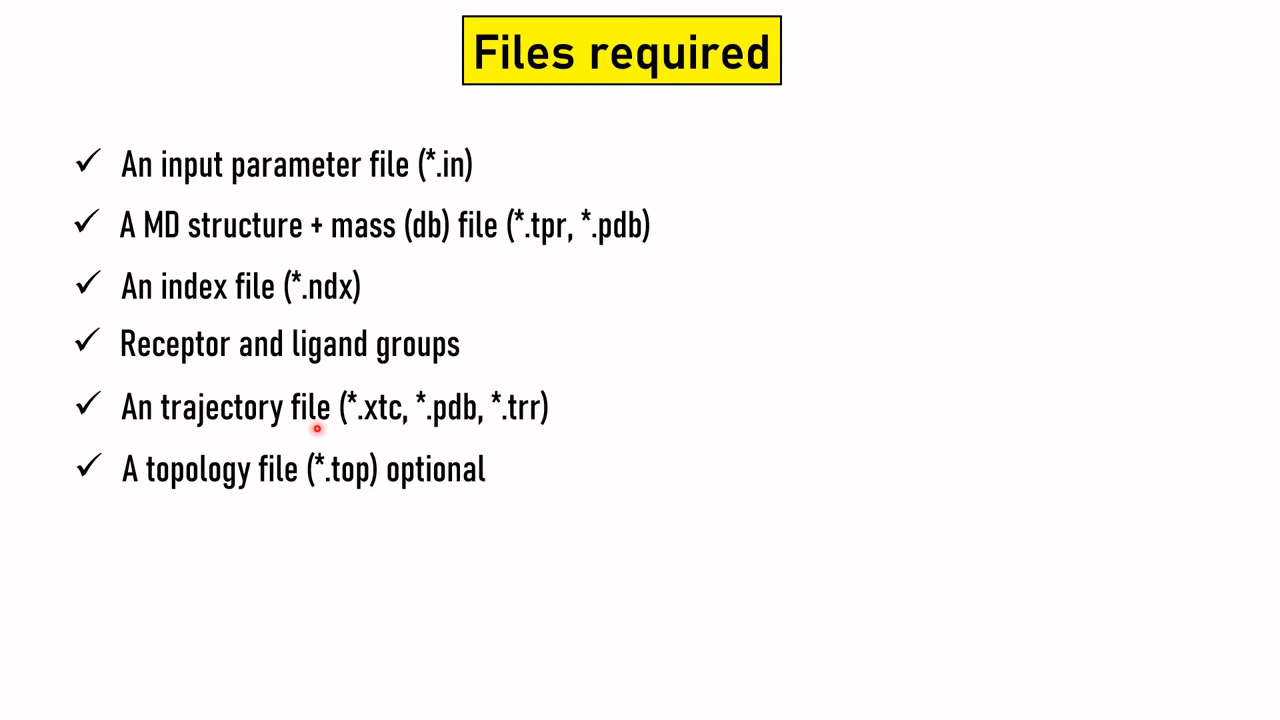 Files required
✓ An input parameter file (*.in)
✓ A MD structure + mass (db) file (*.tpr, *.pdb)
✓ An index file (*.ndx)
✓ Receptor and ligand groups
✓ An trajectory file (*.xtc, *.pdb, *.trr)
✓ A topology file (*.top) optional